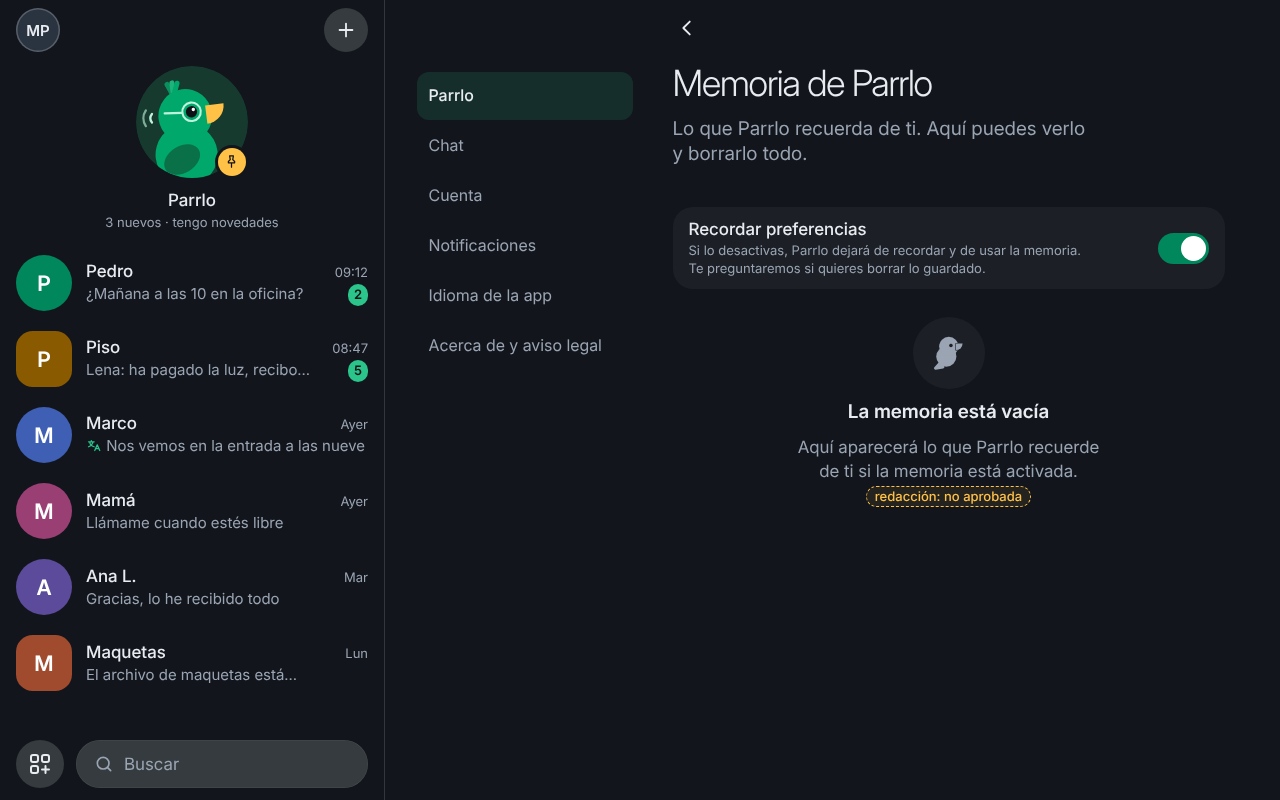 MP
Parrlo
3 nuevos · tengo novedades
P
Pedro
09:12
¿Mañana a las 10 en la oficina?
2
P
Piso
08:47
Lena: ha pagado la luz, recibo...
5
M
Marco
Ayer
Nos vemos en la entrada a las nueve
M
Mamá
Ayer
Llámame cuando estés libre
A
Ana L.
Mar
Gracias, lo he recibido todo
M
Maquetas
Lun
El archivo de maquetas está...
Buscar
Parrlo
Chat
Cuenta
Notificaciones
Idioma de la app
Acerca de y aviso legal
Memoria de Parrlo
Lo que Parrlo recuerda de ti. Aquí puedes verlo
y borrarlo todo.
Recordar preferencias
Si lo desactivas, Parrlo dejará de recordar y de usar la memoria.
Te preguntaremos si quieres borrar lo guardado.
La memoria está vacía
Aquí aparecerá lo que Parrlo recuerde
de ti si la memoria está activada.
redacción: no aprobada